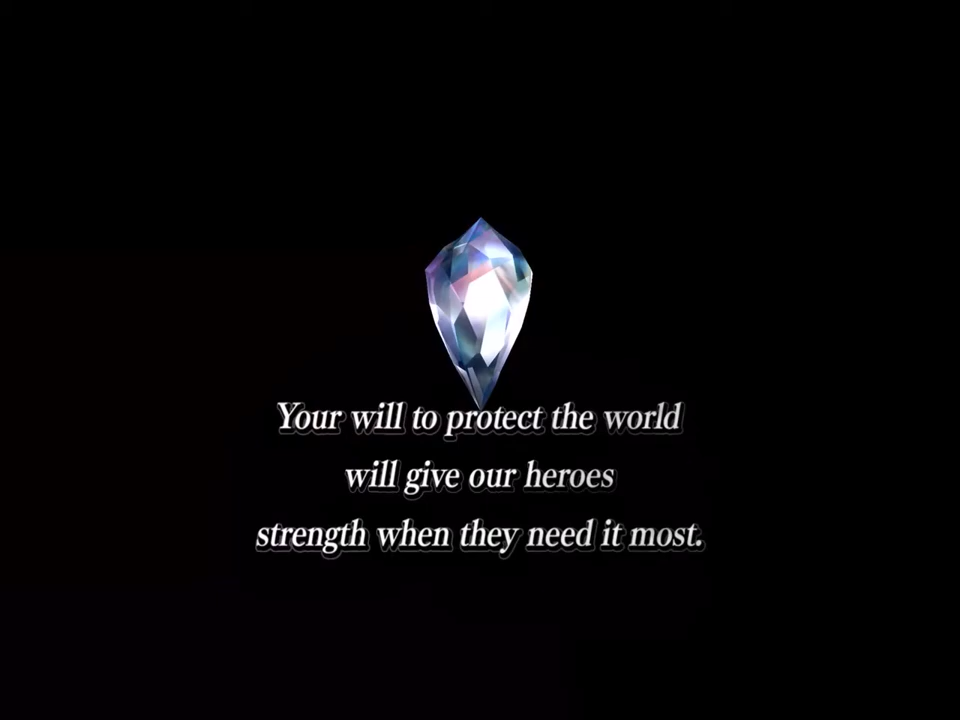 Your will to protect the world
will give our heroes
strength when they need it most.